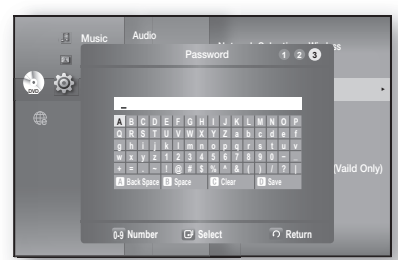 Music
Audio
Password 1 2 3
DVD
A B C D E F G H I J K L M N O P
Q R S T U V W X Y Z a b c d e f
g h i j k l m n o p q r s t u v
w x y z 1 2 3 4 5 6 7 8 9 0 –
+ = . ~ ! @ # $ % ^ & ( ) / ? |
A Back Space B Space C Clear D Save
(Vaild Only)
0-9 Number Select Return